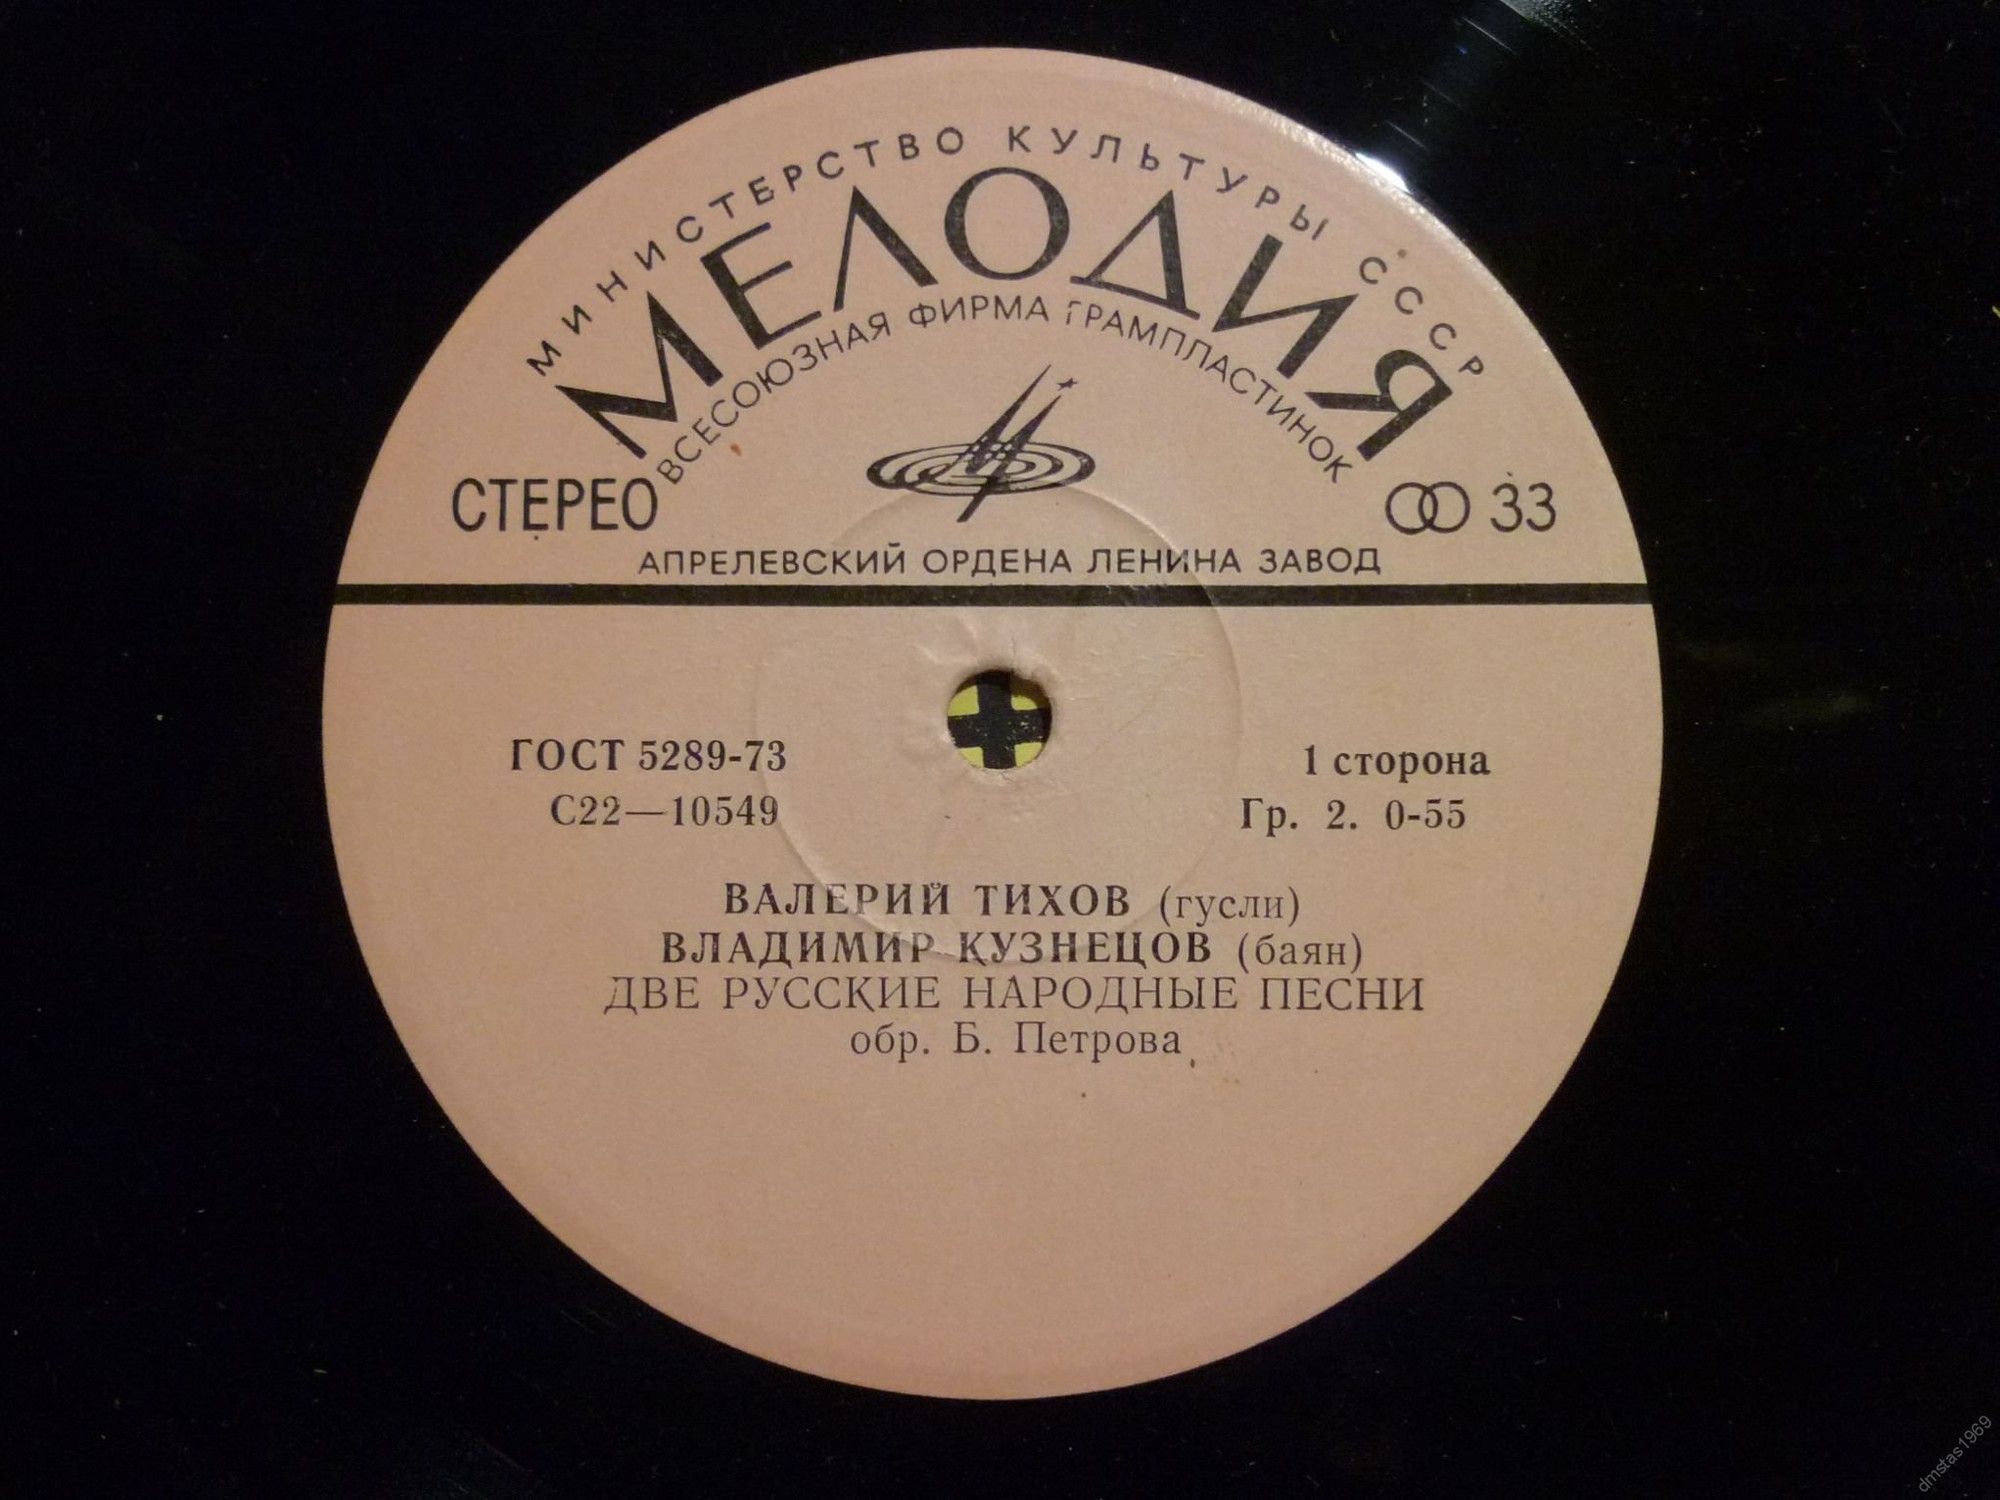 МИНИСТЕРСТВО КУЛЬТУРЫ СССР
МЕЛОДИЯ
ВСЕСОЮЗНАЯ ФИРМА ГРАМПЛАСТИНОК
СТЕРЕО
33
АПРЕЛЕВСКИЙ ОРДЕНА ЛЕНИНА ЗАВОД
ГОСТ 5289-73
1 сторона
С22—10549
Гр. 2. 0-55
ВАЛЕРИЙ ТИХОВ (гусли)
ВЛАДИМИР КУЗНЕЦОВ (баян)
ДВЕ РУССКИЕ НАРОДНЫЕ ПЕСНИ
обр. Б. Петрова
dmstas1969